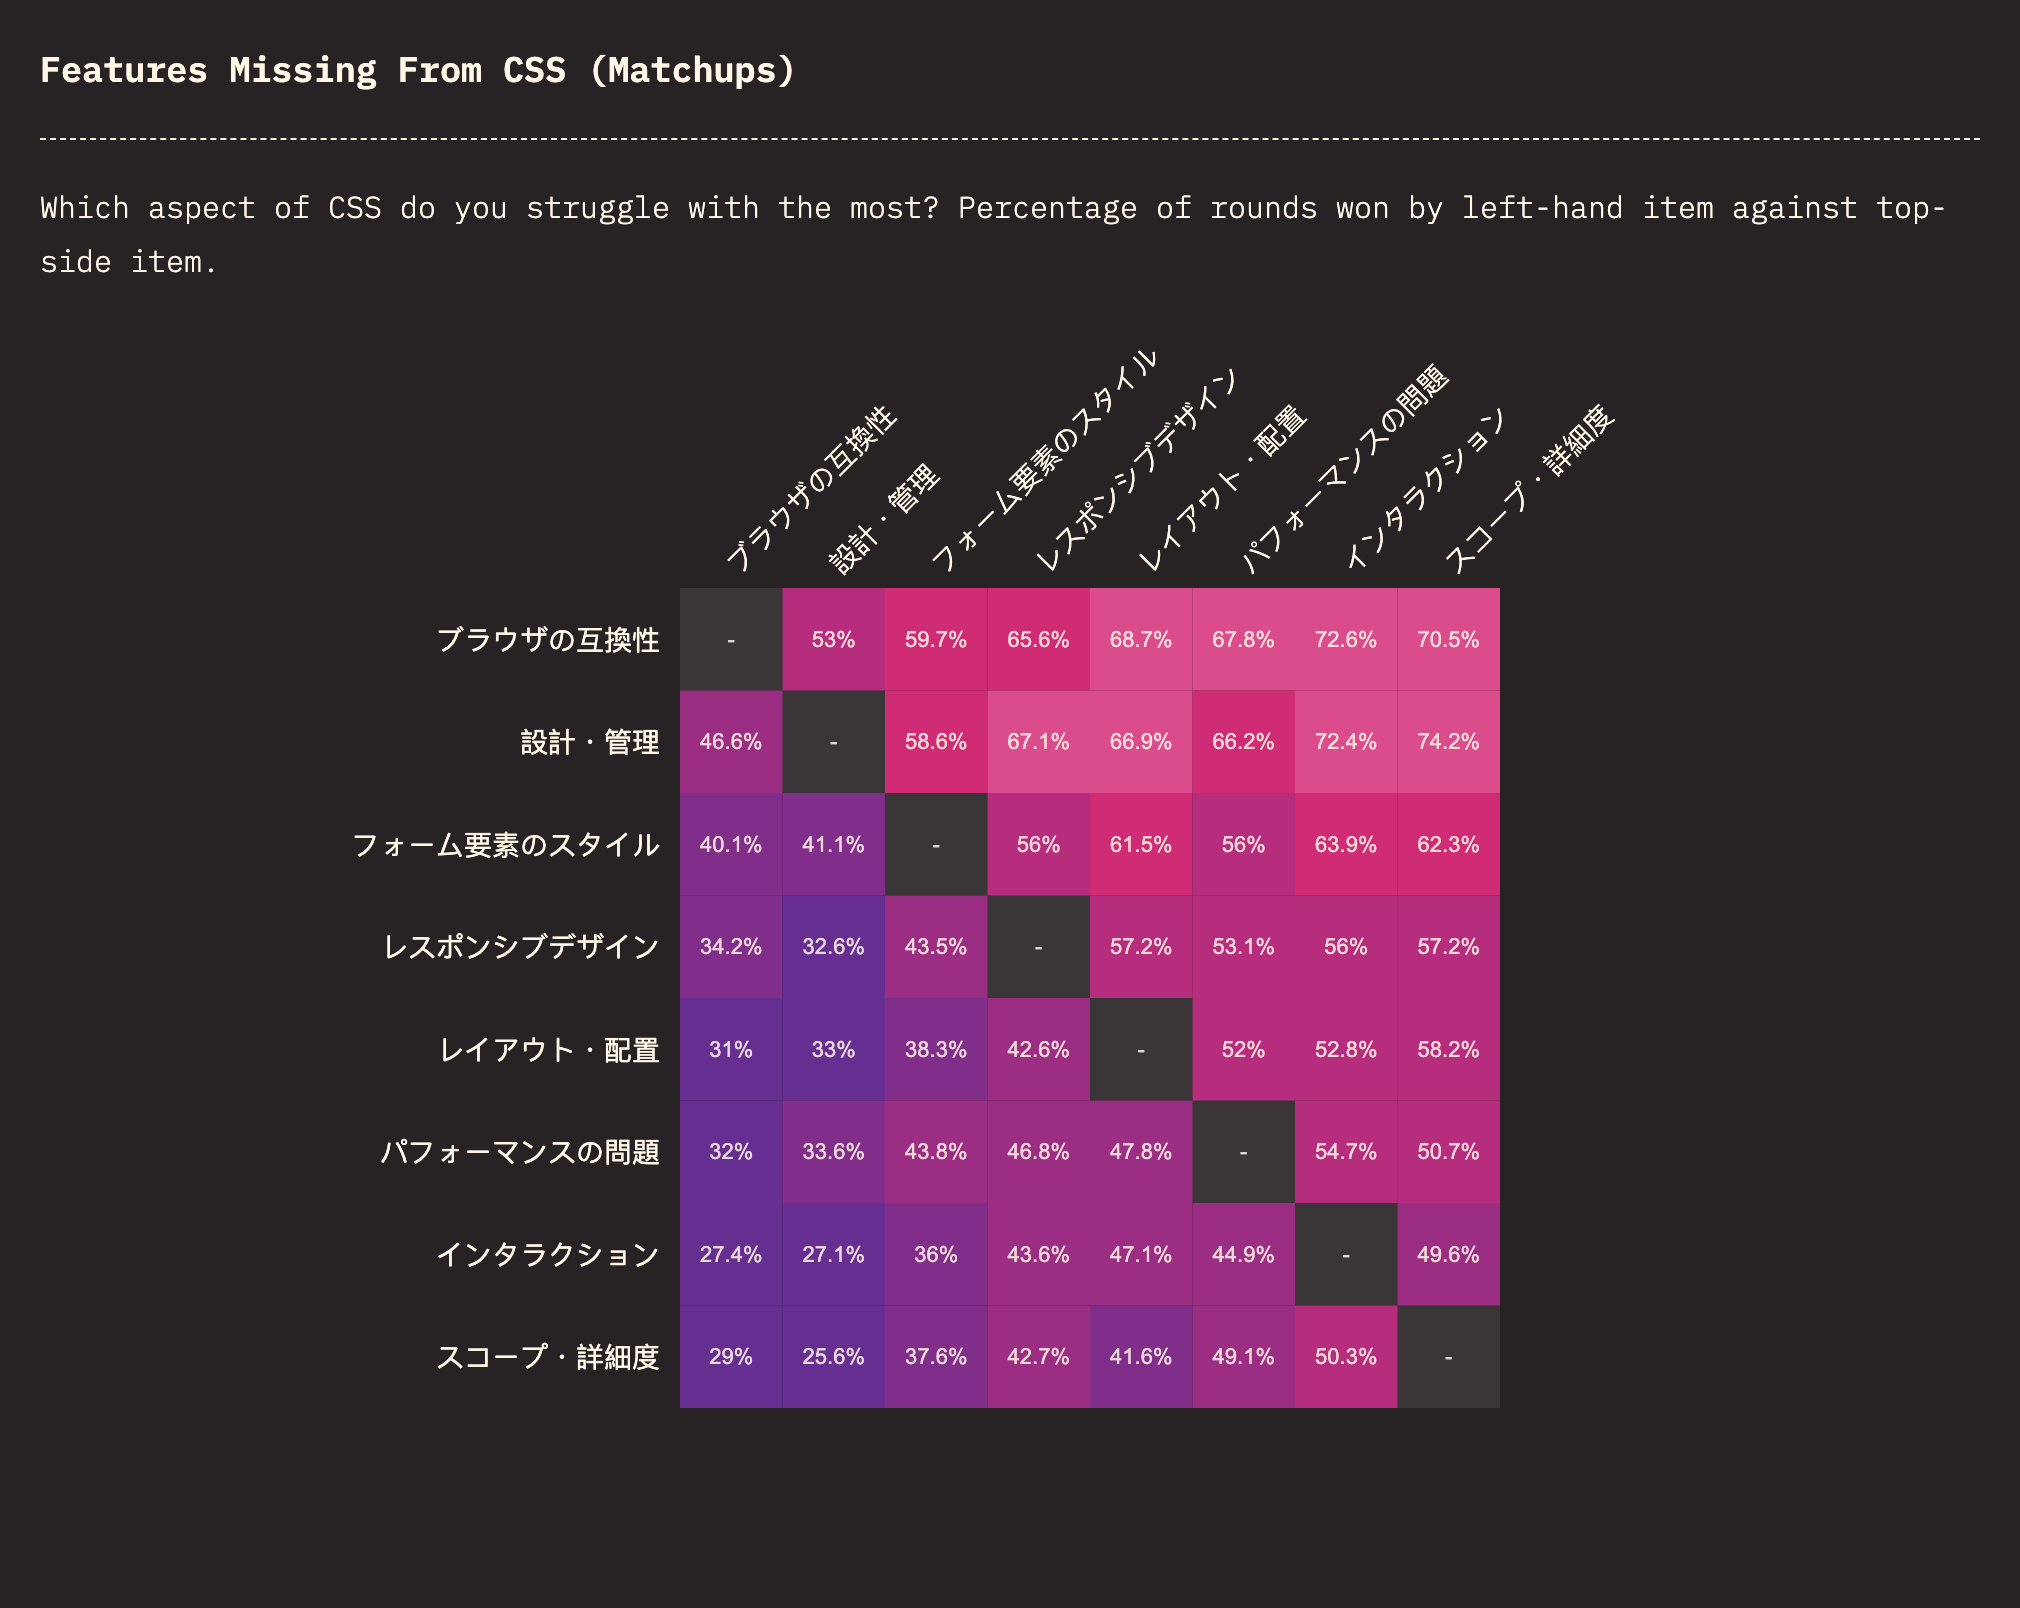 Features Missing From CSS (Matchups)
Which aspect of CSS do you struggle with the most? Percentage of rounds won by left-hand item against top-
side item.
ブラウザの互換性
設計・管理
フォーム要素のスタイル
レスポンシブデザイン
レイアウト・配置
パフォーマンスの問題
インタラクション
スコープ・詳細度
ブラウザの互換性 - 53% 59.7% 65.6% 68.7% 67.8% 72.6% 70.5%
設計・管理 46.6% - 58.6% 67.1% 66.9% 66.2% 72.4% 74.2%
フォーム要素のスタイル 40.1% 41.1% - 56% 61.5% 56% 63.9% 62.3%
レスポンシブデザイン 34.2% 32.6% 43.5% - 57.2% 53.1% 56% 57.2%
レイアウト・配置 31% 33% 38.3% 42.6% - 52% 52.8% 58.2%
パフォーマンスの問題 32% 33.6% 43.8% 46.8% 47.8% - 54.7% 50.7%
インタラクション 27.4% 27.1% 36% 43.6% 47.1% 44.9% - 49.6%
スコープ・詳細度 29% 25.6% 37.6% 42.7% 41.6% 49.1% 50.3% -